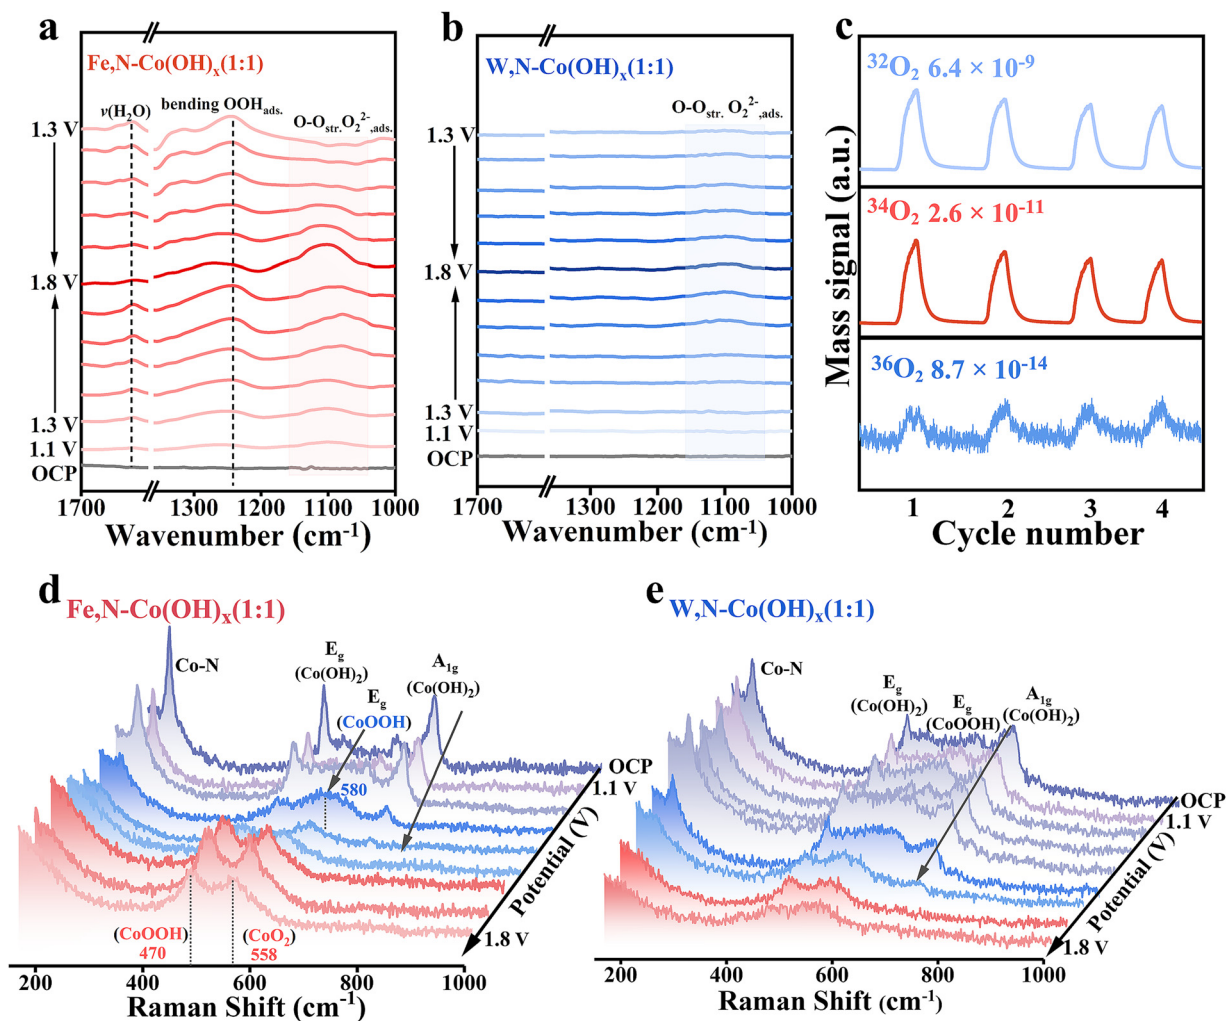 a
Fe,N-Co(OH)x(1:1)
ν(H2O)
bending OOHads.
O-Ostr. O2²⁻,ads.
1.3 V
1.8 V
1.3 V
1.1 V
OCP
1700
1300
1200
1100
1000
Wavenumber (cm⁻¹)
b
W,N-Co(OH)x(1:1)
O-Ostr. O2²⁻,ads.
1.3 V
1.8 V
1.3 V
1.1 V
OCP
1700
1300
1200
1100
1000
Wavenumber (cm⁻¹)
c
³²O2 6.4 × 10⁻⁹
³⁴O2 2.6 × 10⁻¹¹
³⁶O2 8.7 × 10⁻¹⁴
Mass signal (a.u.)
1
2
3
4
Cycle number
d
Fe,N-Co(OH)x(1:1)
Co-N
Eg
(Co(OH)2)
Eg
(CoOOH)
580
A1g
(Co(OH)2)
OCP
1.1 V
Potential (V)
1.8 V
(CoOOH)
470
(CoO2)
558
200
400
600
800
1000
Raman Shift (cm⁻¹)
e
W,N-Co(OH)x(1:1)
Co-N
Eg
(Co(OH)2)
Eg
(CoOOH)
A1g
(Co(OH)2)
OCP
1.1 V
Potential (V)
1.8 V
200
400
600
800
1000
Raman Shift (cm⁻¹)